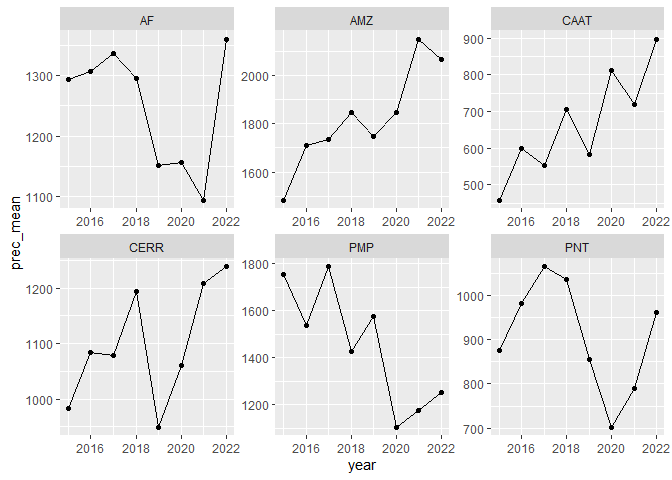 AF AMZ CAAT
1300 1200 1100
2000 1800 1600
900 800 700 600 500
2016 2018 2020 2022 2016 2018 2020 2022 2016 2018 2020 2022
prec_mean
CERR PMP PNT
1200 1100 1000
1800 1600 1400 1200
1000 900 800 700
2016 2018 2020 2022 2016 2018 2020 2022 2016 2018 2020 2022
year